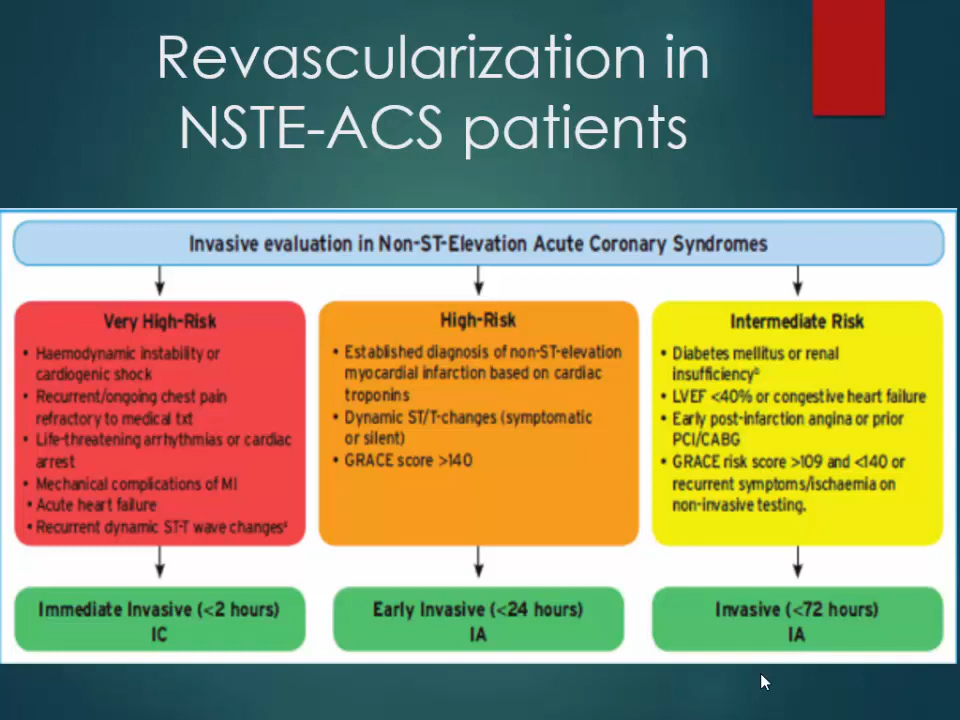 Revascularization in
NSTE-ACS patients
Invasive evaluation in Non-ST-Elevation Acute Coronary Syndromes
Very High-Risk
• Haemodynamic instability or
cardiogenic shock
• Recurrent/ongoing chest pain
refractory to medical txt
• Life-threatening arrhythmias or cardiac
arrest
• Mechanical complications of MI
• Acute heart failure
• Recurrent dynamic ST-T wave changes
Immediate Invasive (<2 hours)
IC
High-Risk
• Established diagnosis of non-ST-elevation
myocardial infarction based on cardiac
troponins
• Dynamic ST/T-changes (symptomatic
or silent)
• GRACE score >140
Early Invasive (<24 hours)
IA
Intermediate Risk
• Diabetes mellitus or renal
insufficiency
• LVEF <40% or congestive heart failure
• Early post-infarction angina or prior
PCI/CABG
• GRACE risk score >109 and <140 or
recurrent symptoms/ischaemia on
non-invasive testing.
Invasive (<72 hours)
IA